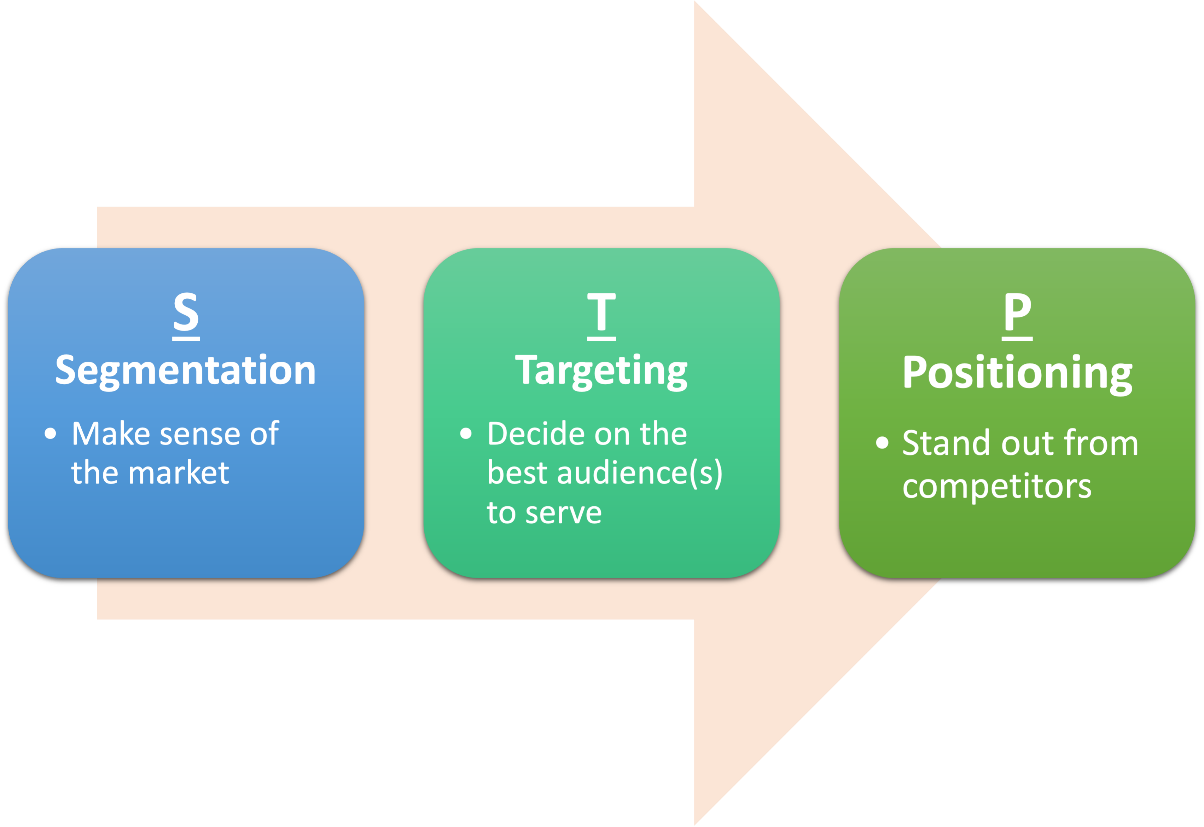 S
Segmentation
• Make sense of
the market
T
Targeting
• Decide on the
best audience(s)
to serve
P
Positioning
• Stand out from
competitors